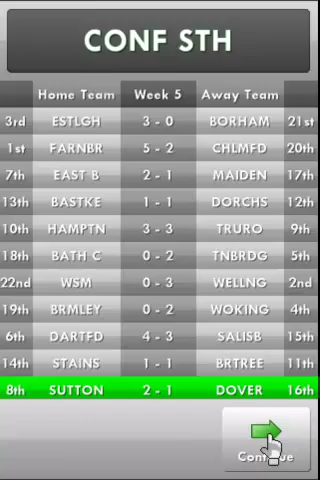 CONF STH
Home Team Week 5 Away Team
3rd ESTLGH 3 - 0 BORHAM 21st
1st FARNBR 5 - 2 CHLMFD 20th
7th EAST B 2 - 1 MAIDEN 17th
13th BASTKE 1 - 1 DORCHS 12th
10th HAMPTN 3 - 3 TRURO 9th
18th BATH C 0 - 2 TNBRDG 5th
22nd WSM 0 - 3 WELLNG 2nd
19th BRMLEY 0 - 2 WOKING 4th
6th DARTFD 4 - 3 SALISB 15th
14th STAINS 1 - 1 BRTREE 11th
8th SUTTON 2 - 1 DOVER 16th
Continue